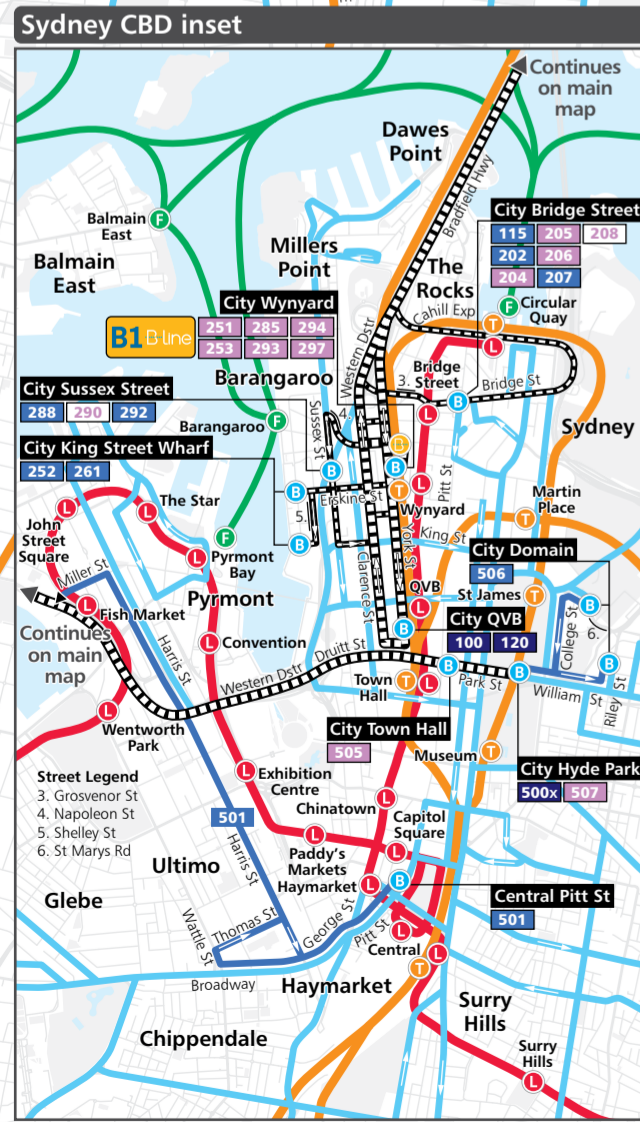 Sydney CBD inset
Continues
on main
map
Dawes
Point
Bradfield Hwy
City Bridge Street
115 205 208
202 206
204 207
F
Balmain
East
Balmain
East
Millers
Point
The
Rocks
F
Circular
Quay
Cahill Exp
T
L
City Wynyard
B1 B-line
251 285 294
253 293 297
Western Dstr
Barangaroo
Bridge
Street
3.
Bridge St
B
L
City Sussex Street
288 290 292
Sussex St
4.
Barangaroo
F
Sydney
City King Street Wharf
252 261
B
B
B
B
B
Erskine St
T
L
Wynyard
Pitt St
Martin
Place
T
The Star
L
L
John
Street
Square
5.
B
F
Pyrmont
Bay
L
York St
King St
City Domain
506
Miller St
Pyrmont
Clarence St
QVB
L
St James
T
B
College St
6.
L
Fish Market
Continues
on main
map
City QVB
100 120
B
Harris St
L
Convention
Druitt St
Western Dstr
Town
Hall
T
L
B
Park St
B
William St
B
Riley St
L
Wentworth
Park
City Town Hall
505
Museum
T
City Hyde Park
500x 507
Street Legend
3. Grosvenor St
4. Napoleon St
5. Shelley St
6. St Marys Rd
L
Exhibition
Centre
Chinatown
L
501
Capitol
Square
L
L
Paddy's
Markets
Haymarket
L
B
Harris St
Ultimo
Glebe
Central Pitt St
501
Thomas St
Wattle St
George St
Pitt St
L
Central
L
T
Broadway
Haymarket
Surry
Hills
Chippendale
Surry
Hills
L